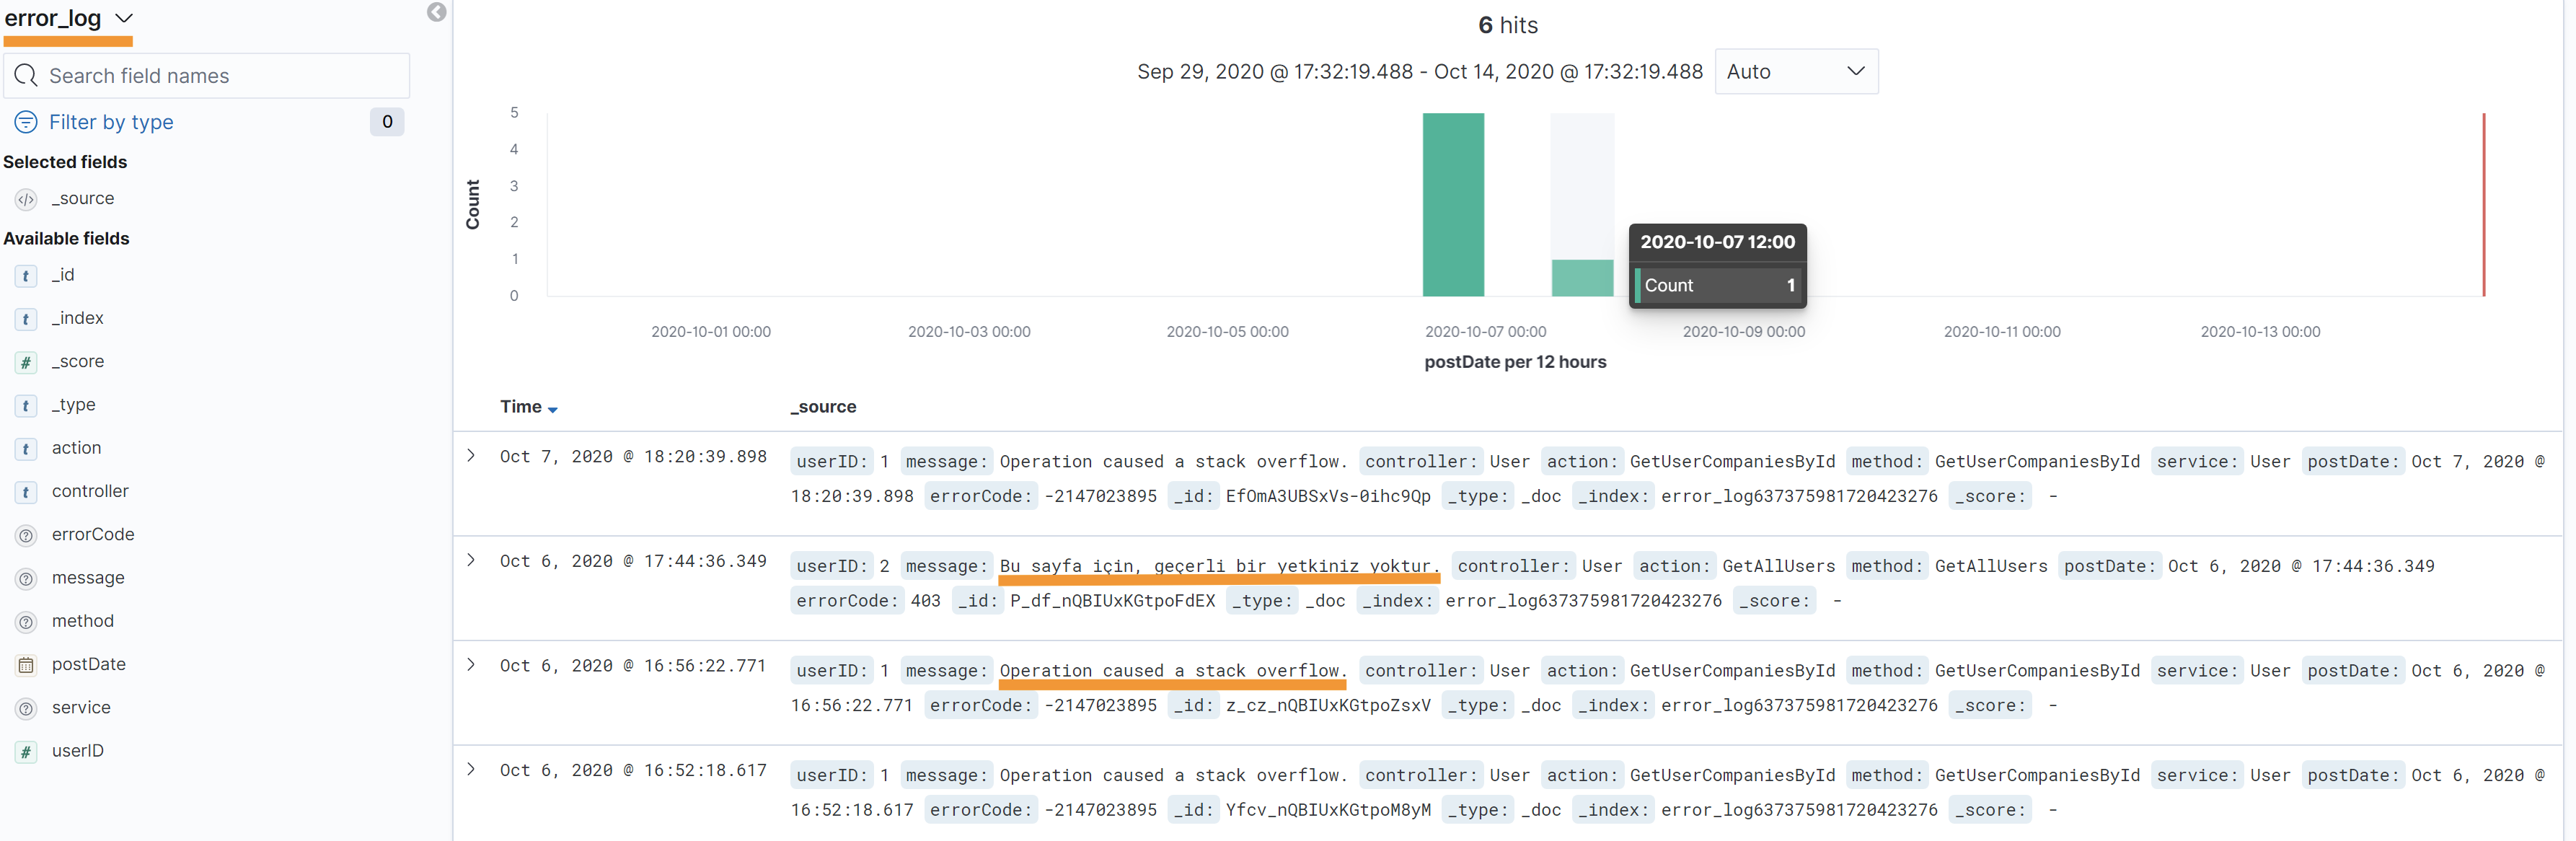 error_log
Search field names
Filter by type 0
Selected fields
_source
Available fields
_id
_index
_score
_type
action
controller
errorCode
message
method
postDate
service
userID
6 hits
Sep 29, 2020 @ 17:32:19.488 - Oct 14, 2020 @ 17:32:19.488 Auto
Count
5
4
3
2
1
0
2020-10-07 12:00
Count 1
2020-10-01 00:00 2020-10-03 00:00 2020-10-05 00:00 2020-10-07 00:00 2020-10-09 00:00 2020-10-11 00:00 2020-10-13 00:00
postDate per 12 hours
Time _source
Oct 7, 2020 @ 18:20:39.898 userID: 1 message: Operation caused a stack overflow. controller: User action: GetUserCompaniesById method: GetUserCompaniesById service: User postDate: Oct 7, 2020 @
18:20:39.898 errorCode: -2147023895 _id: EfOmA3UBSxVs-0ihc9Qp _type: _doc _index: error_log637375981720423276 _score: -
Oct 6, 2020 @ 17:44:36.349 userID: 2 message: Bu sayfa için, geçerli bir yetkiniz yoktur. controller: User action: GetAllUsers method: GetAllUsers postDate: Oct 6, 2020 @ 17:44:36.349
errorCode: 403 _id: P_df_nQBIUxKGtpoFdEX _type: _doc _index: error_log637375981720423276 _score: -
Oct 6, 2020 @ 16:56:22.771 userID: 1 message: Operation caused a stack overflow. controller: User action: GetUserCompaniesById method: GetUserCompaniesById service: User postDate: Oct 6, 2020 @
16:56:22.771 errorCode: -2147023895 _id: z_cz_nQBIUxKGtpoZsxV _type: _doc _index: error_log637375981720423276 _score: -
Oct 6, 2020 @ 16:52:18.617 userID: 1 message: Operation caused a stack overflow. controller: User action: GetUserCompaniesById method: GetUserCompaniesById service: User postDate: Oct 6, 2020 @
16:52:18.617 errorCode: -2147023895 _id: Yfcv_nQBIUxKGtpoM8yM _type: _doc _index: error_log637375981720423276 _score: -